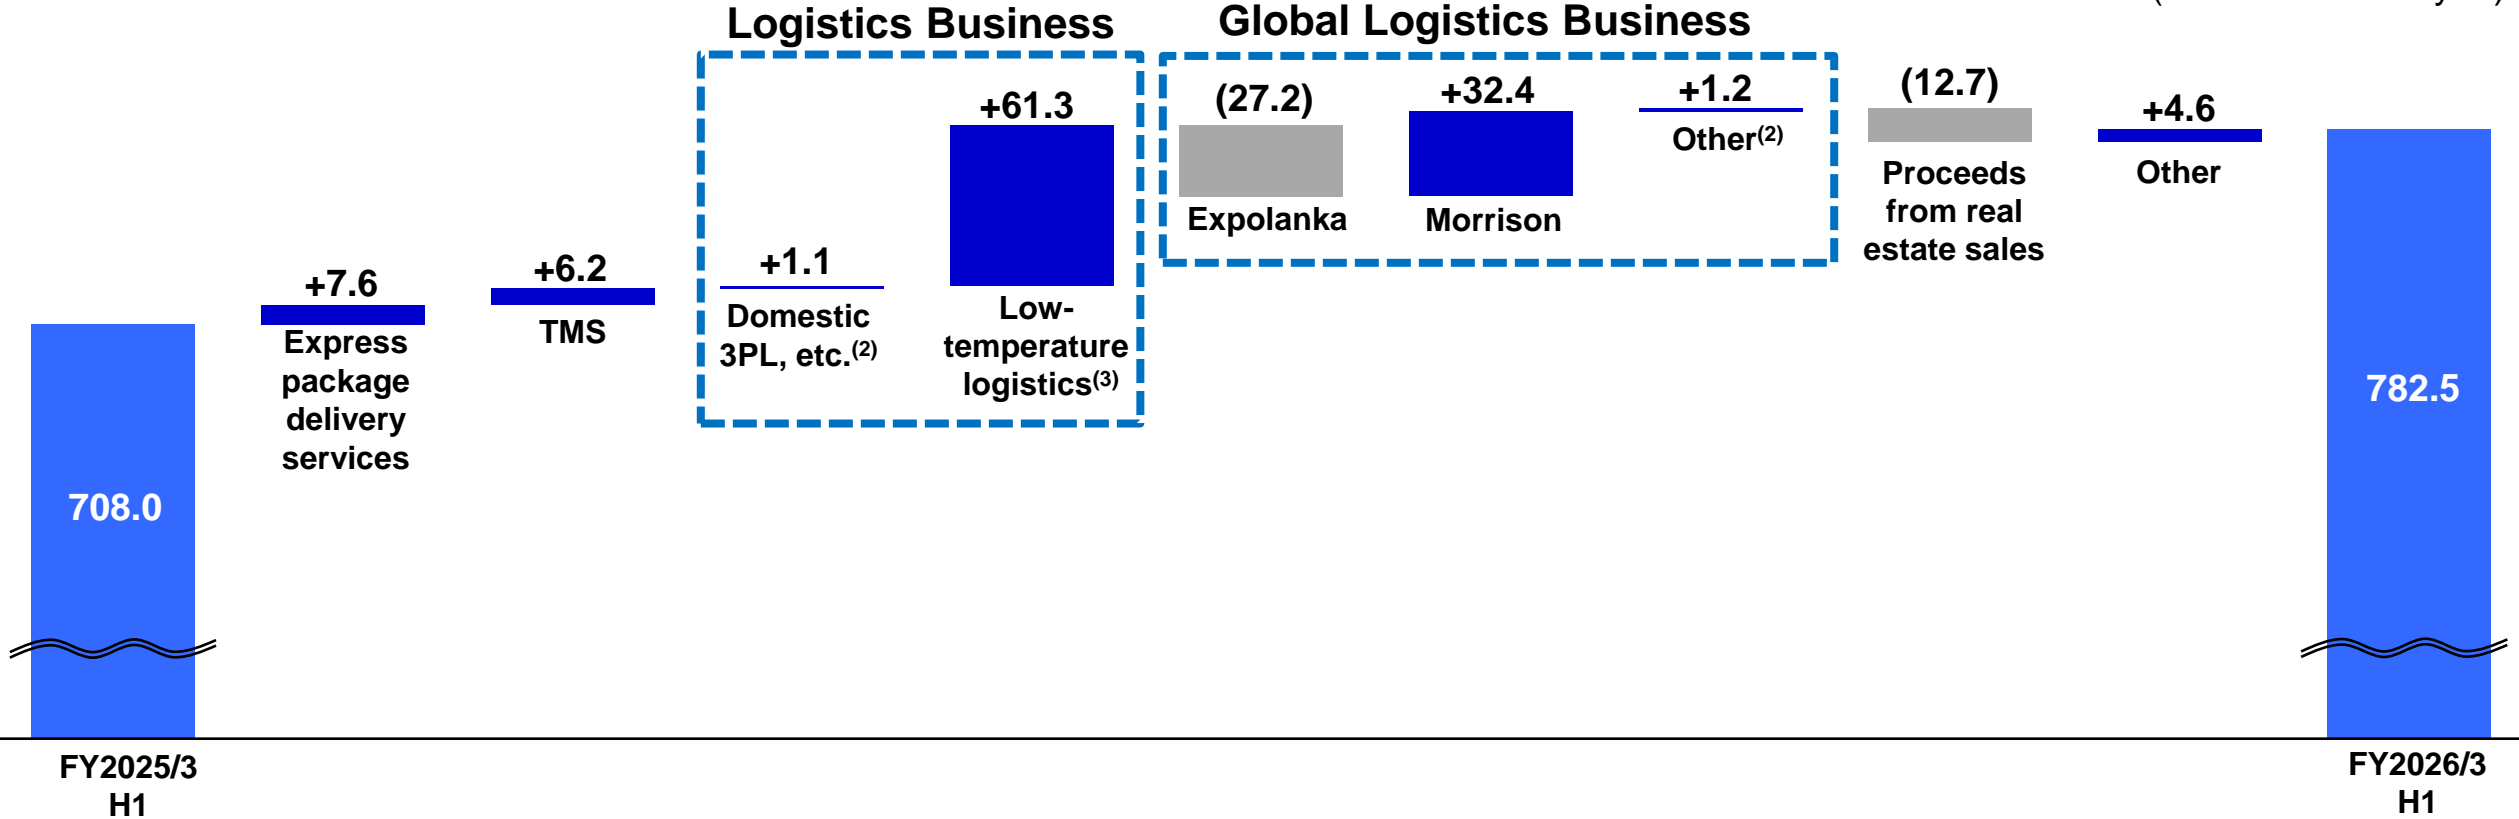 Logistics Business
Global Logistics Business
+7.6
Express
package
delivery
services
+6.2
TMS
+1.1
Domestic
3PL, etc.(2)
+61.3
Low-
temperature
logistics(3)
(27.2)
Expolanka
+32.4
Morrison
+1.2
Other(2)
(12.7)
Proceeds
from real
estate sales
+4.6
Other
708.0
782.5
FY2025/3
H1
FY2026/3
H1